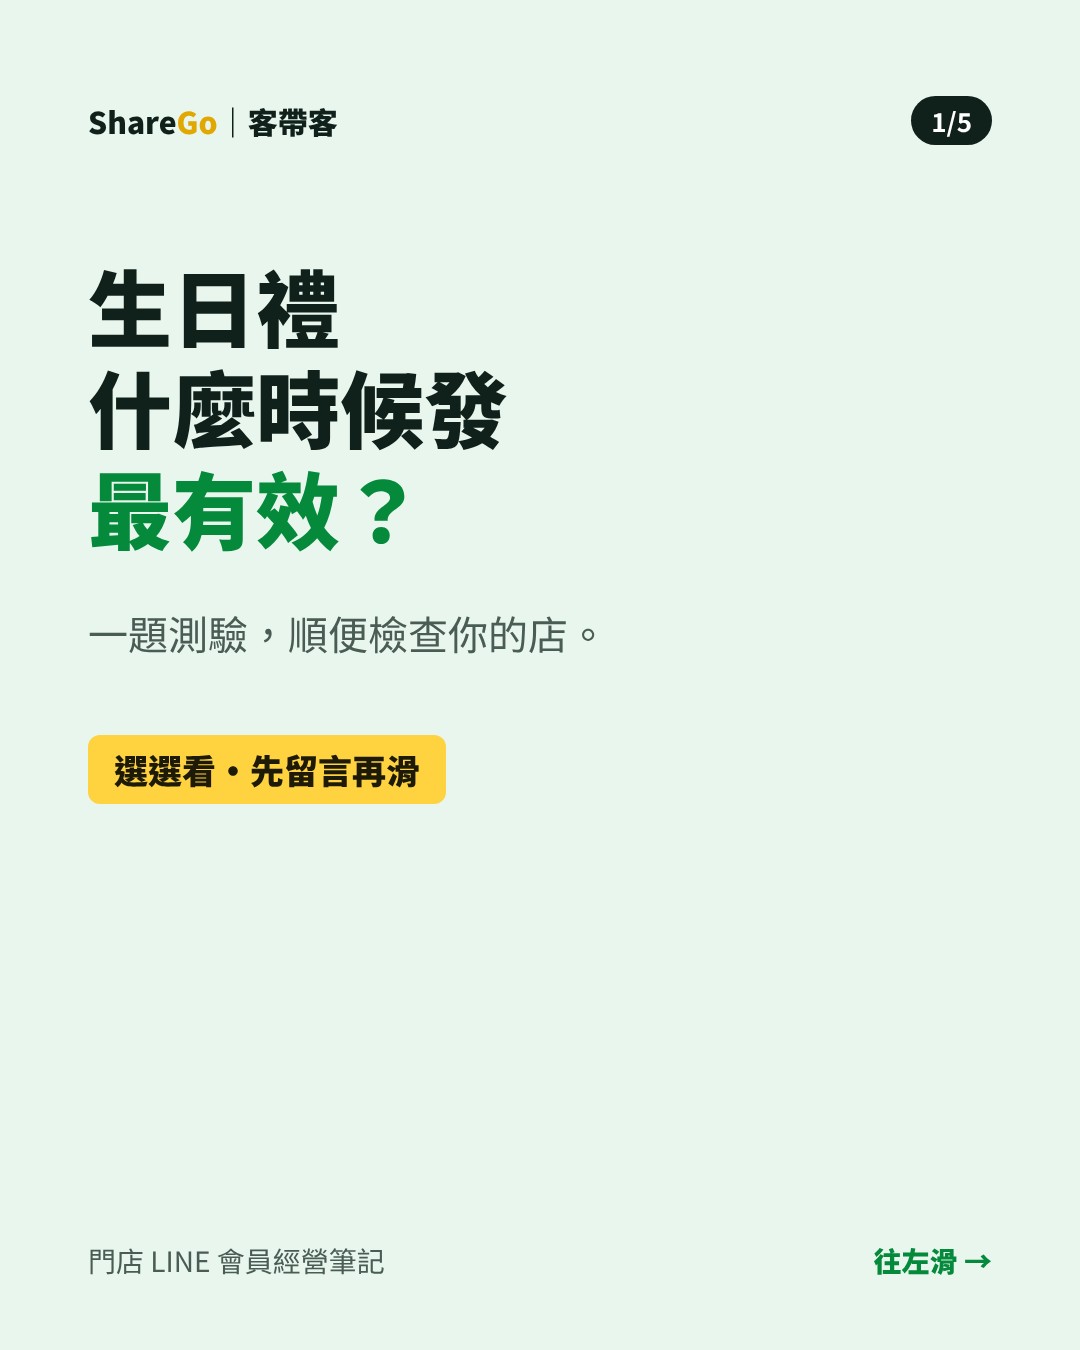 ShareGo｜客帶客
1/5
生日禮
什麼時候發
最有效？
一題測驗，順便檢查你的店。
選選看・先留言再滑
門店 LINE 會員經營筆記
往左滑 →